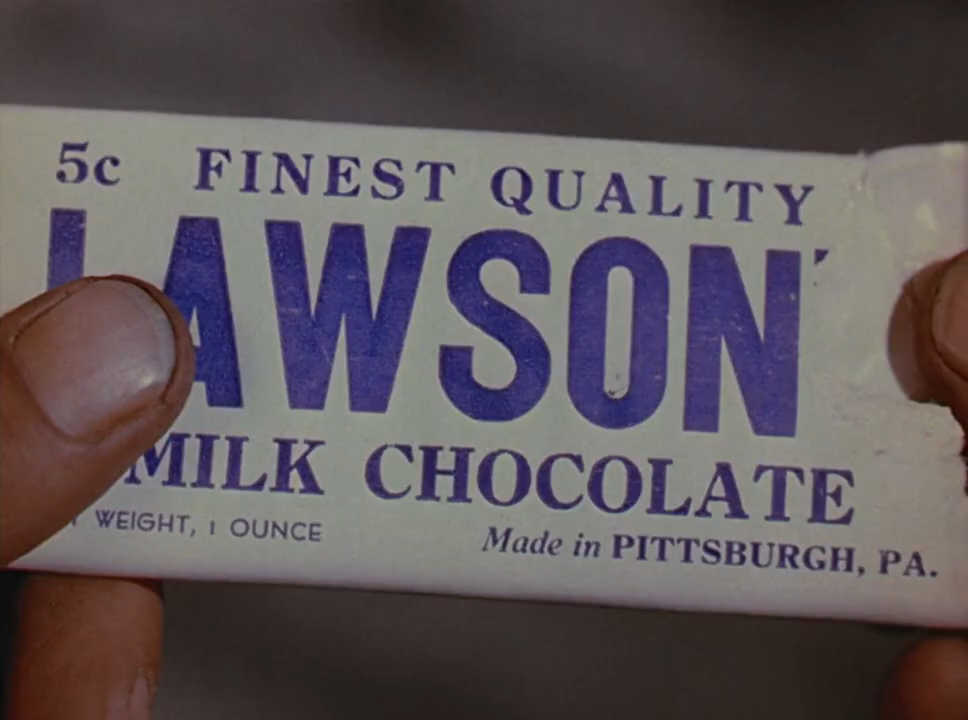 5c FINEST QUALITY
LAWSON'
MILK CHOCOLATE
WEIGHT, 1 OUNCE
Made in PITTSBURGH, PA.